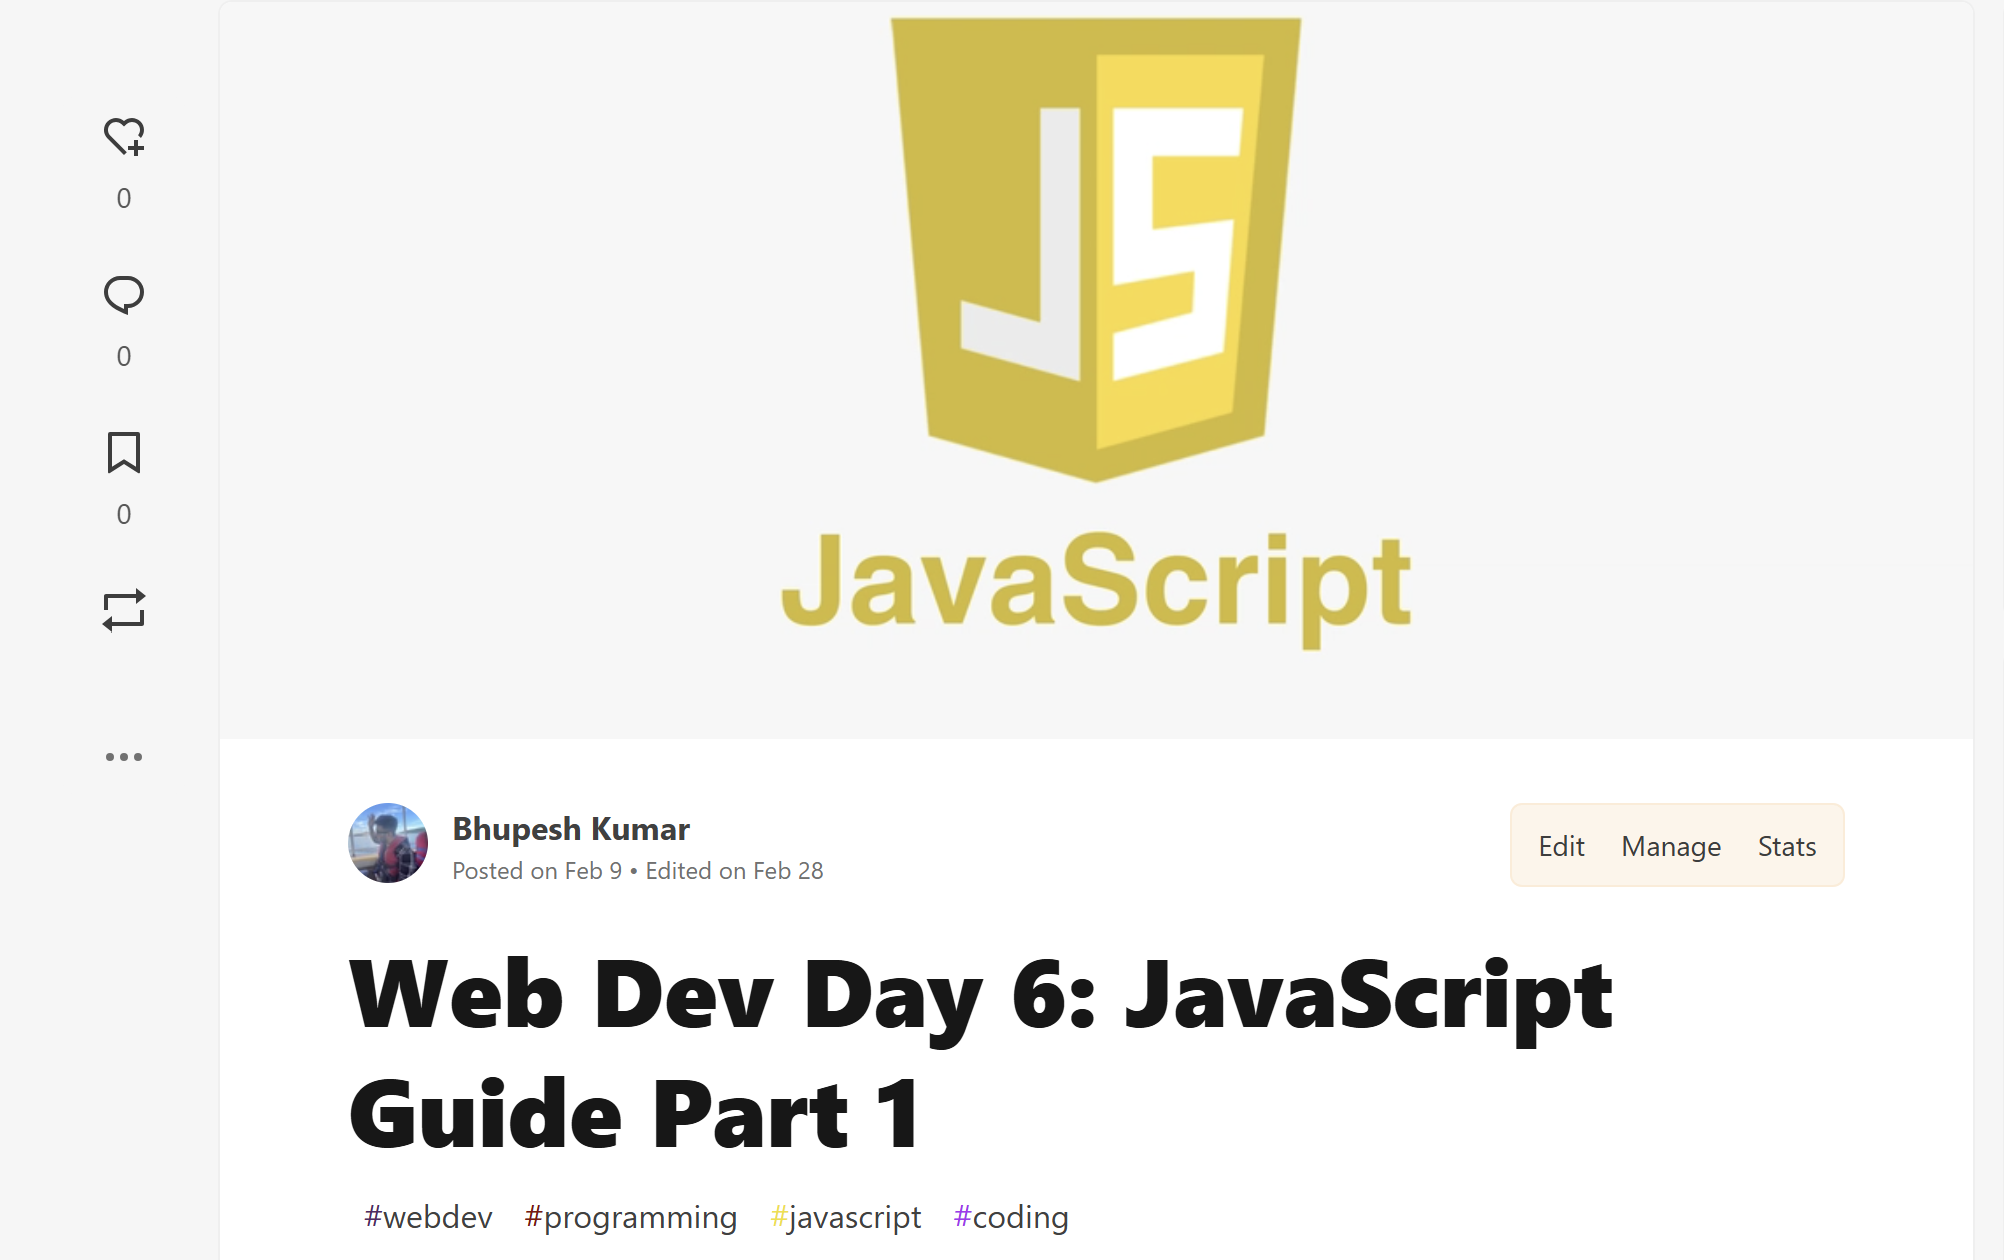 JS
JavaScript
0
0
0
Bhupesh Kumar
Posted on Feb 9 • Edited on Feb 28
Edit Manage Stats
Web Dev Day 6: JavaScript
Guide Part 1
#webdev #programming #javascript #coding